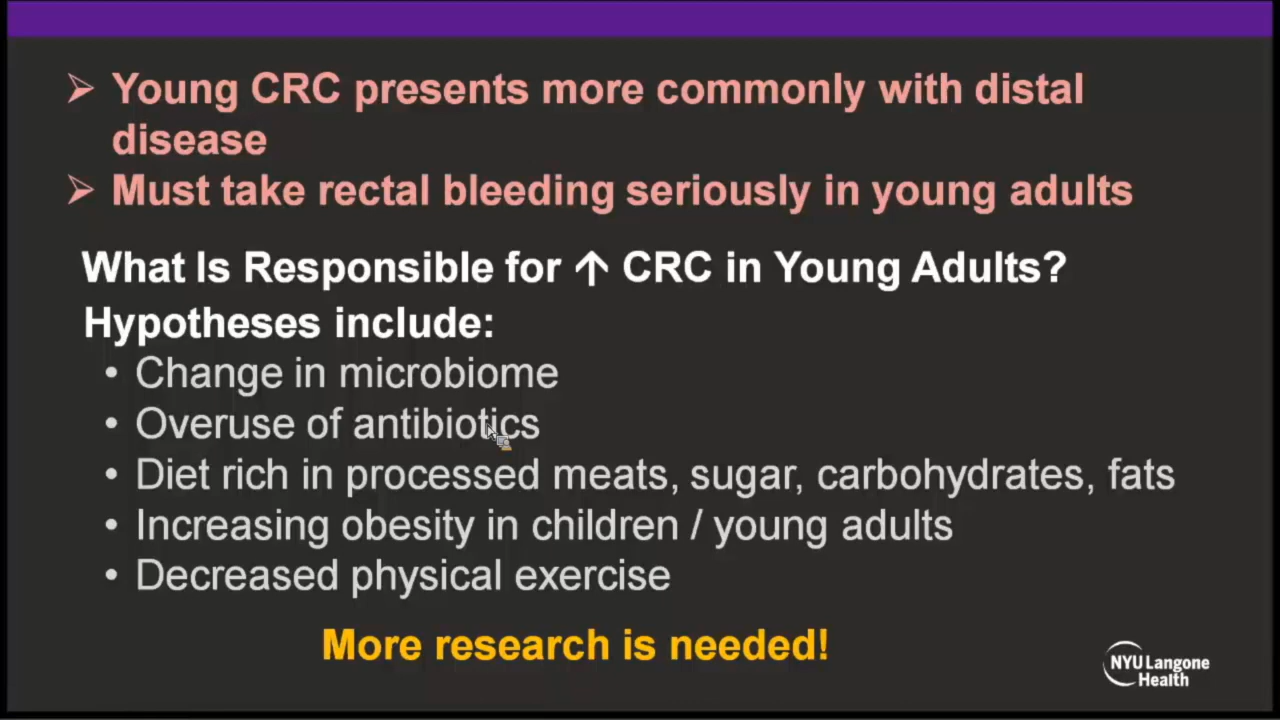 ➢ Young CRC presents more commonly with distal
disease
➢ Must take rectal bleeding seriously in young adults
What Is Responsible for ↑ CRC in Young Adults?
Hypotheses include:
• Change in microbiome
• Overuse of antibiotics
• Diet rich in processed meats, sugar, carbohydrates, fats
• Increasing obesity in children / young adults
• Decreased physical exercise
More research is needed!
NYU Langone
Health